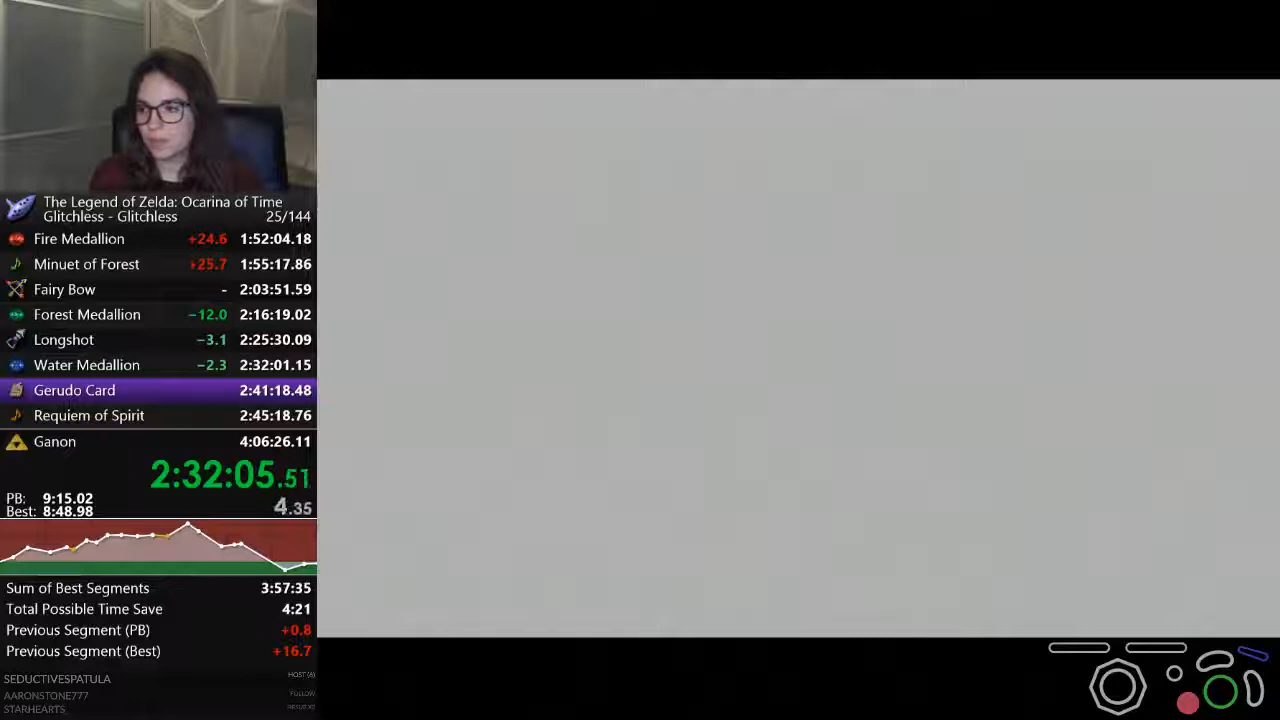 The Legend of Zelda: Ocarina of Time
Glitchless - Glitchless 25/144
Fire Medallion +24.6 1:52:04.18
Minuet of Forest +25.7 1:55:17.86
Fairy Bow - 2:03:51.59
Forest Medallion −12.0 2:16:19.02
Longshot −3.1 2:25:30.09
Water Medallion −2.3 2:32:01.15
Gerudo Card 2:41:18.48
Requiem of Spirit 2:45:18.76
Ganon 4:06:26.11
2:32:05.51
PB: 9:15.02
Best: 8:48.98 4.35
Sum of Best Segments 3:57:35
Total Possible Time Save 4:21
Previous Segment (PB) +0.8
Previous Segment (Best) +16.7
SEDUCTIVESPATULA HOST (6)
AARONSTONE777 FOLLOW
STARHEARTS_